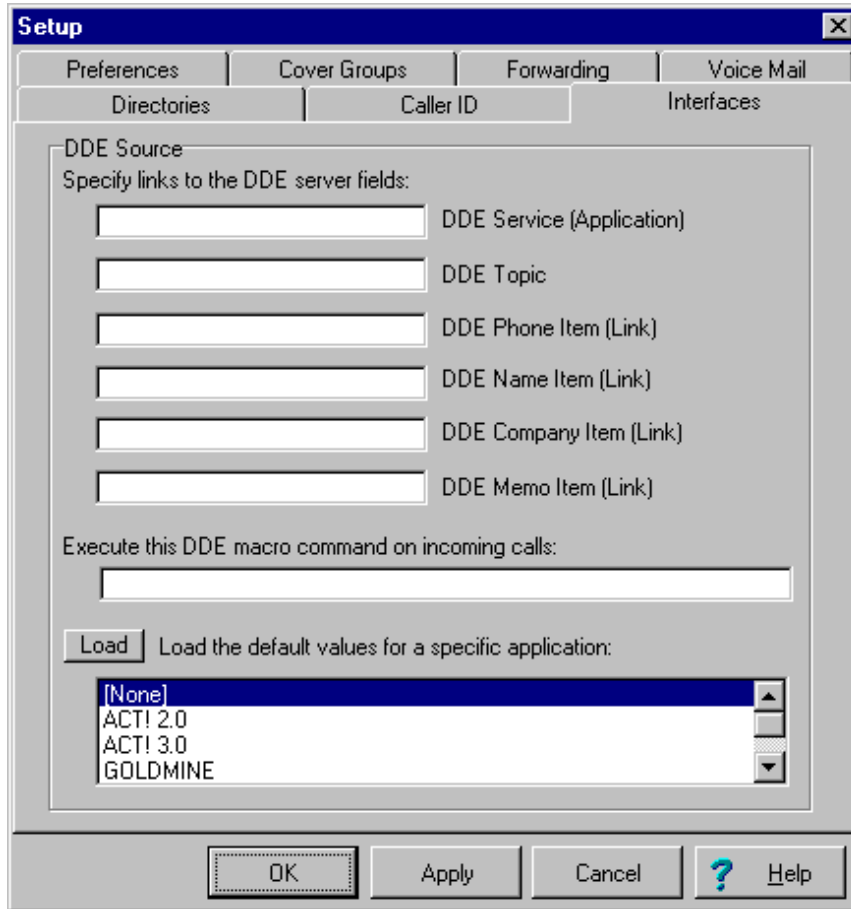 Setup
Preferences Cover Groups Forwarding Voice Mail
Directories Caller ID Interfaces
DDE Source
Specify links to the DDE server fields:
DDE Service (Application)
DDE Topic
DDE Phone Item (Link)
DDE Name Item (Link)
DDE Company Item (Link)
DDE Memo Item (Link)
Execute this DDE macro command on incoming calls:
Load Load the default values for a specific application:
[None]
ACT! 2.0
ACT! 3.0
GOLDMINE
OK Apply Cancel ? Help